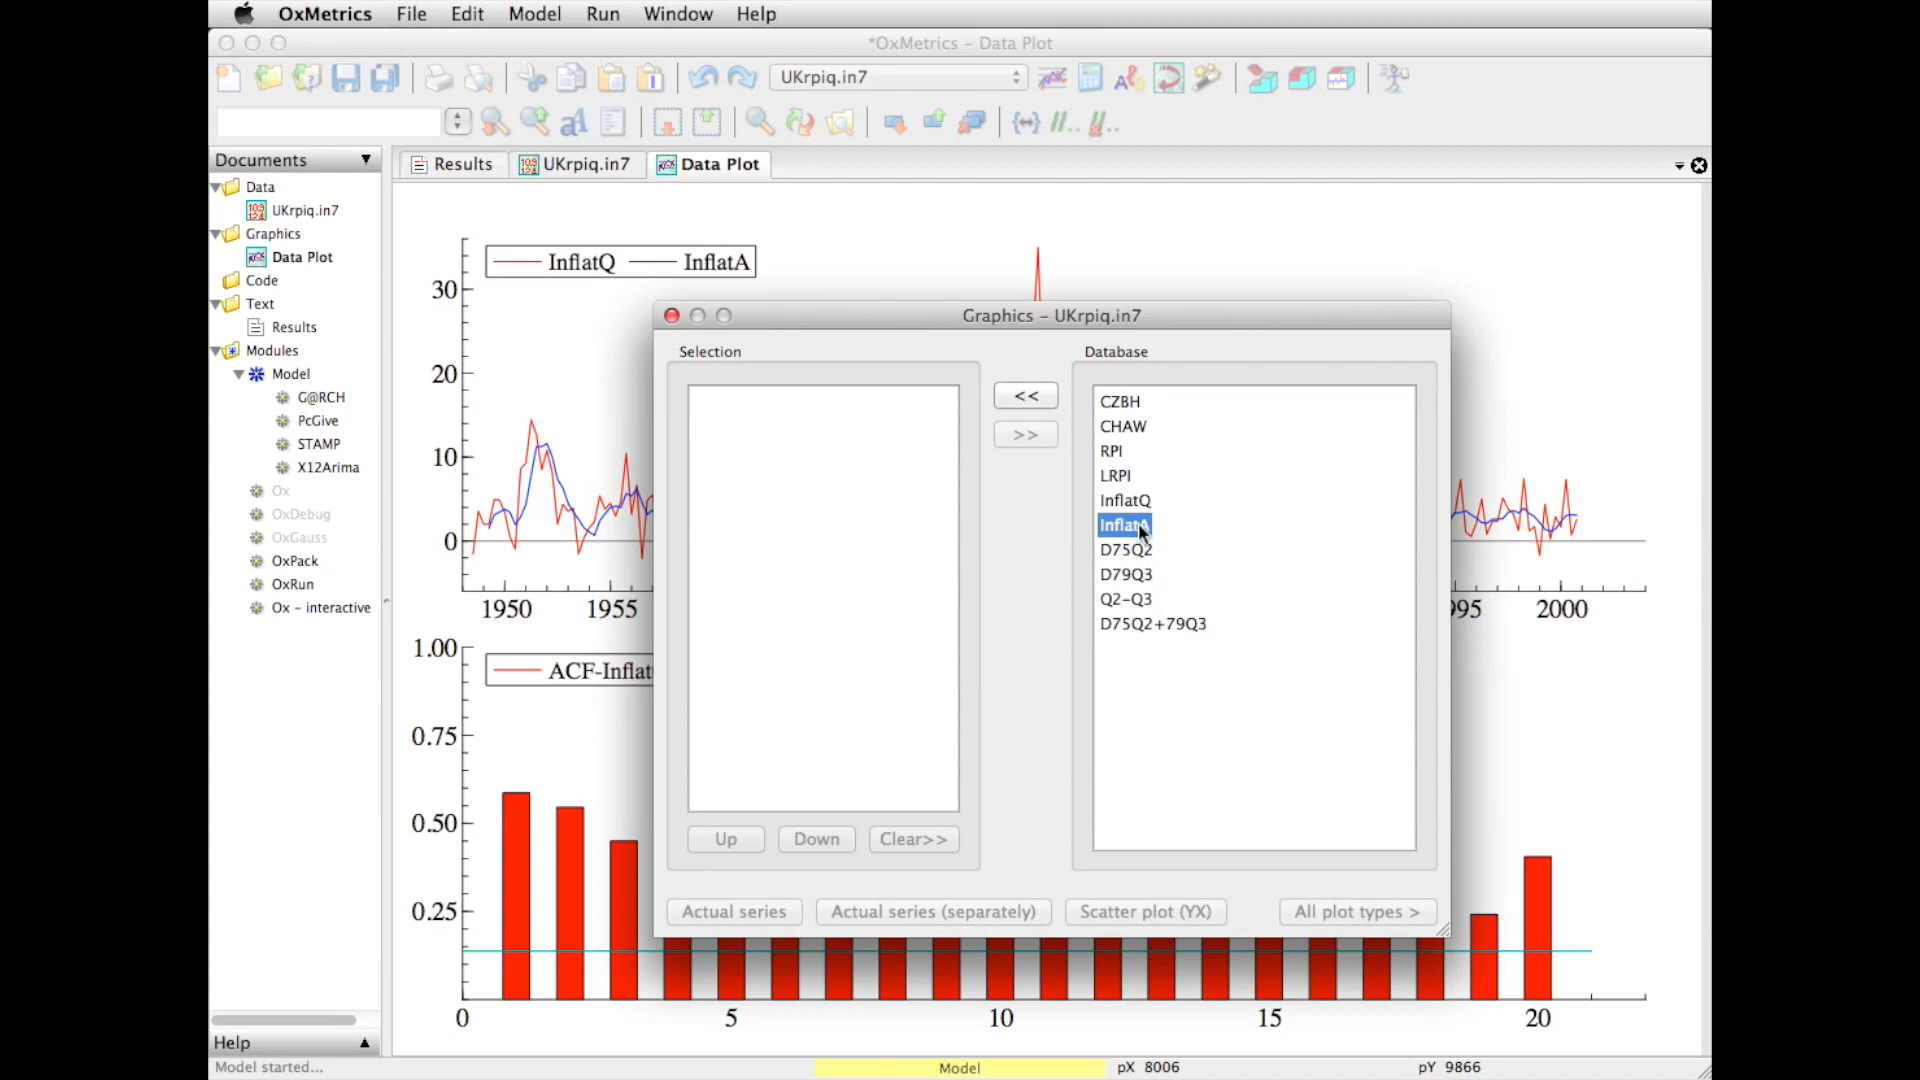 OxMetrics File Edit Model Run Window Help
*OxMetrics – Data Plot
UKrpiq.in7
Documents
Results UKrpiq.in7 Data Plot
Data
UKrpiq.in7
Graphics
Data Plot
Code
Text
Results
Modules
Model
G@RCH
PcGive
STAMP
X12Arima
Ox
OxDebug
OxGauss
OxPack
OxRun
Ox – interactive
InflatQ InflatA
30
20
10
0
1950 1955 995 2000
Graphics – UKrpiq.in7
Selection
Database
<<
>>
CZBH
CHAW
RPI
LRPI
InflatQ
InflatA
D75Q2
D79Q3
Q2–Q3
D75Q2+79Q3
Up Down Clear>>
Actual series Actual series (separately) Scatter plot (YX) All plot types >
ACF-Inflat
1.00
0.75
0.50
0.25
0 5 10 15 20
Help
Model started...
Model
pX 8006
pY 9866